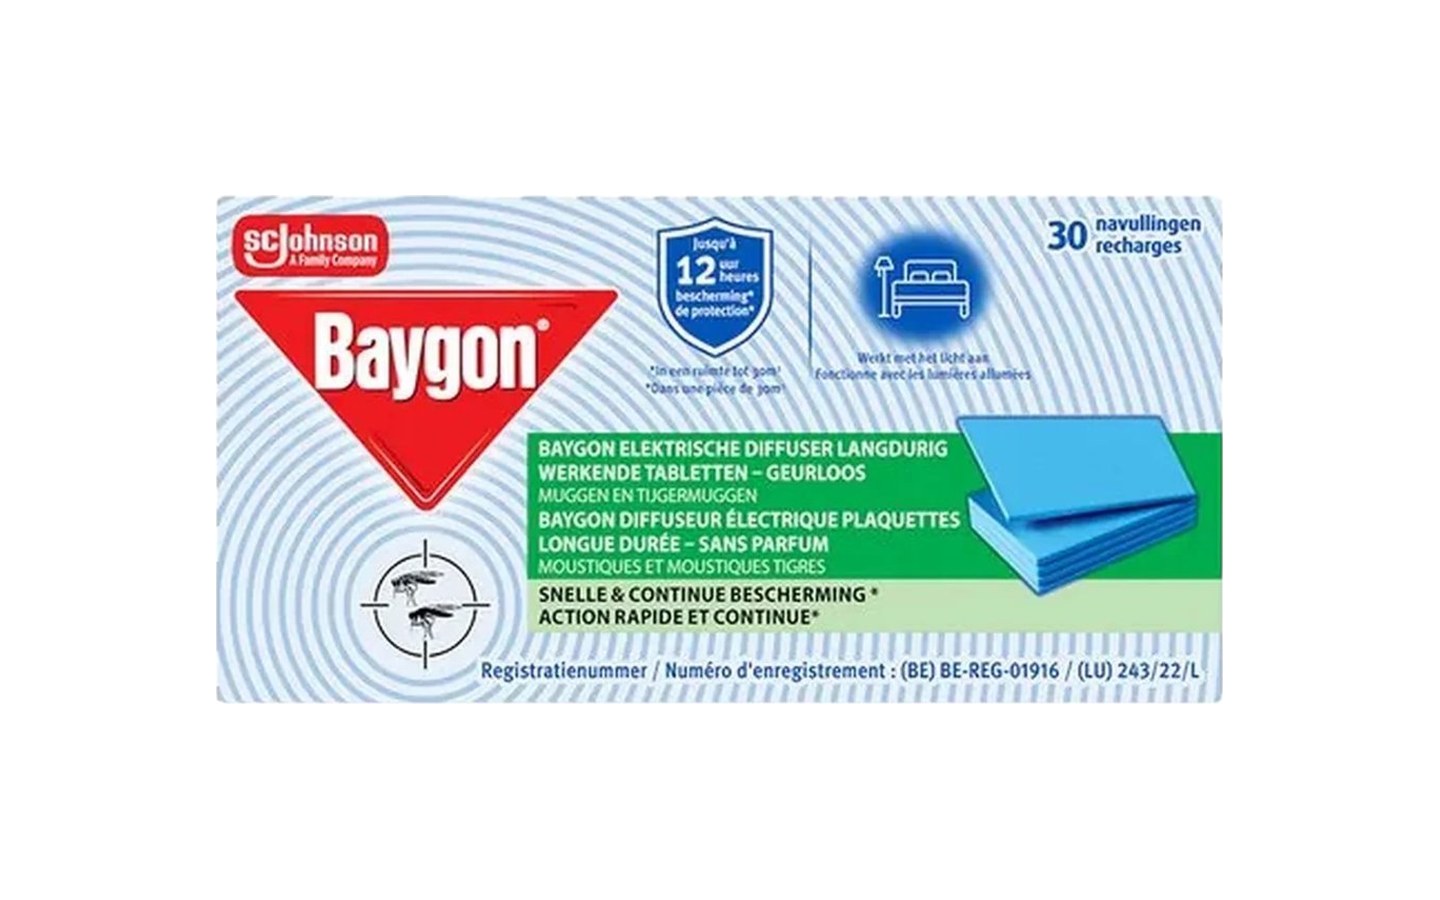 SCJohnson
A Family Company
Baygon®
Jusqu'à
12 uur
heures
bescherming*
de protection*
*In een ruimte tot 30m³
*Dans une pièce de 30m³
Werkt met het licht aan
Fonctionne avec les lumières allumées
30 navullingen
recharges
BAYGON ELEKTRISCHE DIFFUSER LANGDURIG
WERKENDE TABLETTEN – GEURLOOS
MUGGEN EN TIJGERMUGGEN
BAYGON DIFFUSEUR ÉLECTRIQUE PLAQUETTES
LONGUE DURÉE – SANS PARFUM
MOUSTIQUES ET MOUSTIQUES TIGRES
SNELLE & CONTINUE BESCHERMING *
ACTION RAPIDE ET CONTINUE*
Registratienummer / Numéro d'enregistrement : (BE) BE-REG-01916 / (LU) 243/22/L